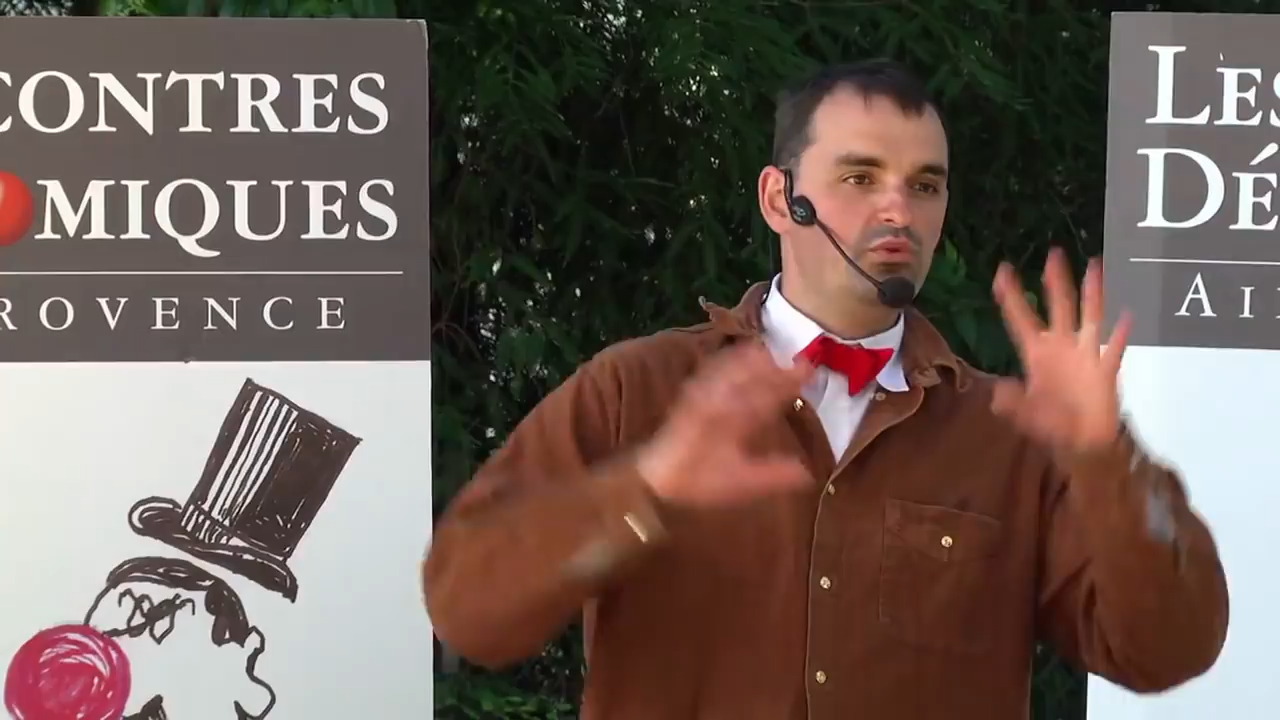 CONTRES
MIQUES
ROVENCE
LES
DÉ
AI